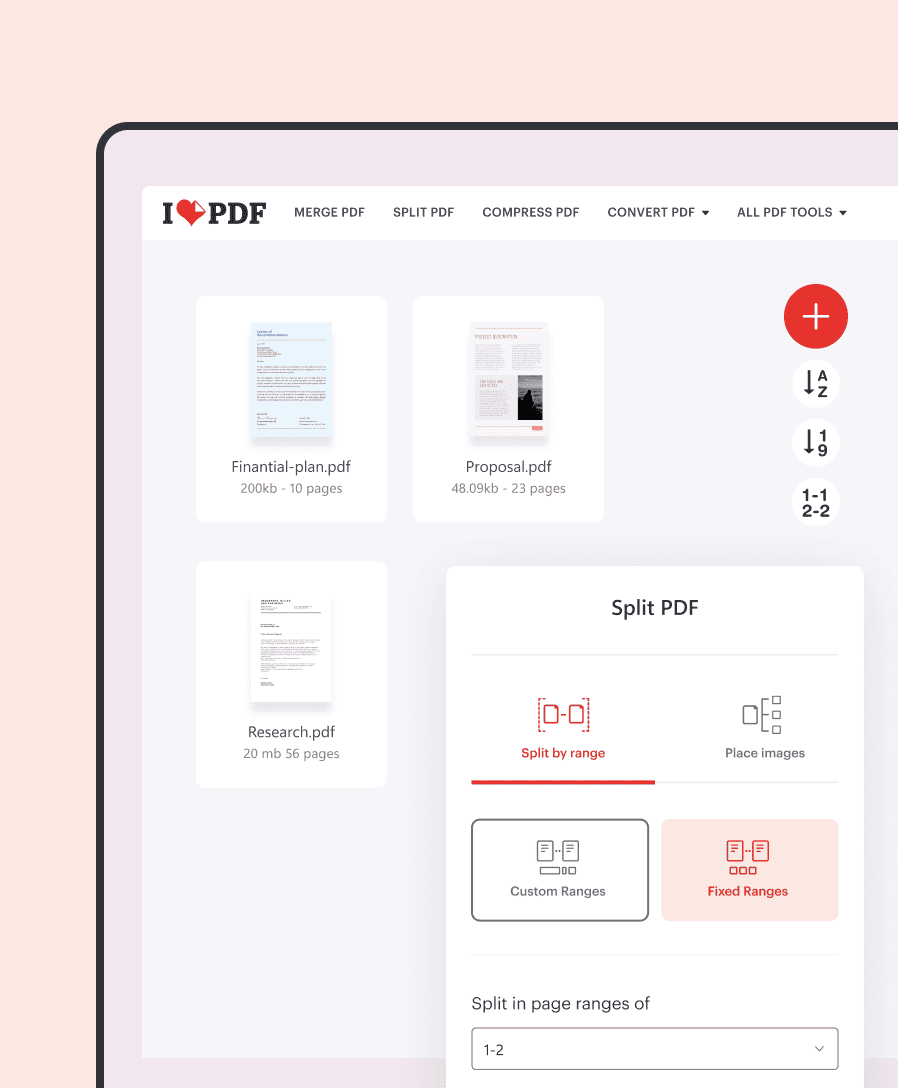 I PDF
MERGE PDF
SPLIT PDF
COMPRESS PDF
CONVERT PDF
ALL PDF TOOLS
PROJECT DESCRIPTION
Finantial-plan.pdf
200kb - 10 pages
Proposal.pdf
48.09kb - 23 pages
A
Z
1
9
1-1
2-2
Research.pdf
20 mb 56 pages
Split PDF
Split by range
Place images
Custom Ranges
Fixed Ranges
Split in page ranges of
1-2